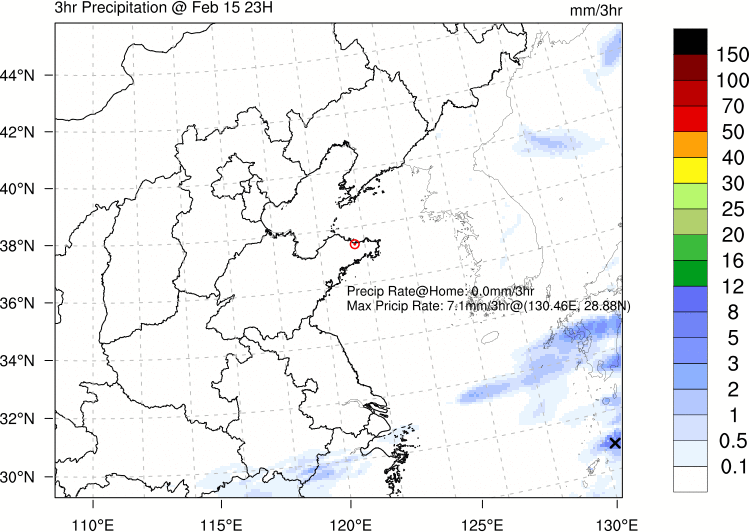 3hr Precipitation @ Feb 15 23H
mm/3hr
44°N
42°N
40°N
38°N
36°N
34°N
32°N
30°N
Precip Rate@Home: 0.0mm/3hr
Max Pricip Rate: 7.1mm/3hr@(130.46E, 28.88N)
110°E 115°E 120°E 125°E 130°E
150
100
70
50
40
30
25
20
16
12
8
5
3
2
1
0.5
0.1